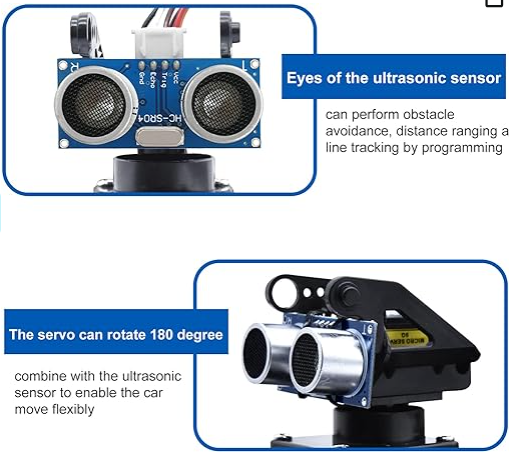 Gnd
Echo
Trig
Vcc
R
T
HC-SR04
Eyes of the ultrasonic sensor
can perform obstacle
avoidance, distance ranging a
line tracking by programming
The servo can rotate 180 degree
combine with the ultrasonic
sensor to enable the car
move flexibly
T
MICRO SERV
9G